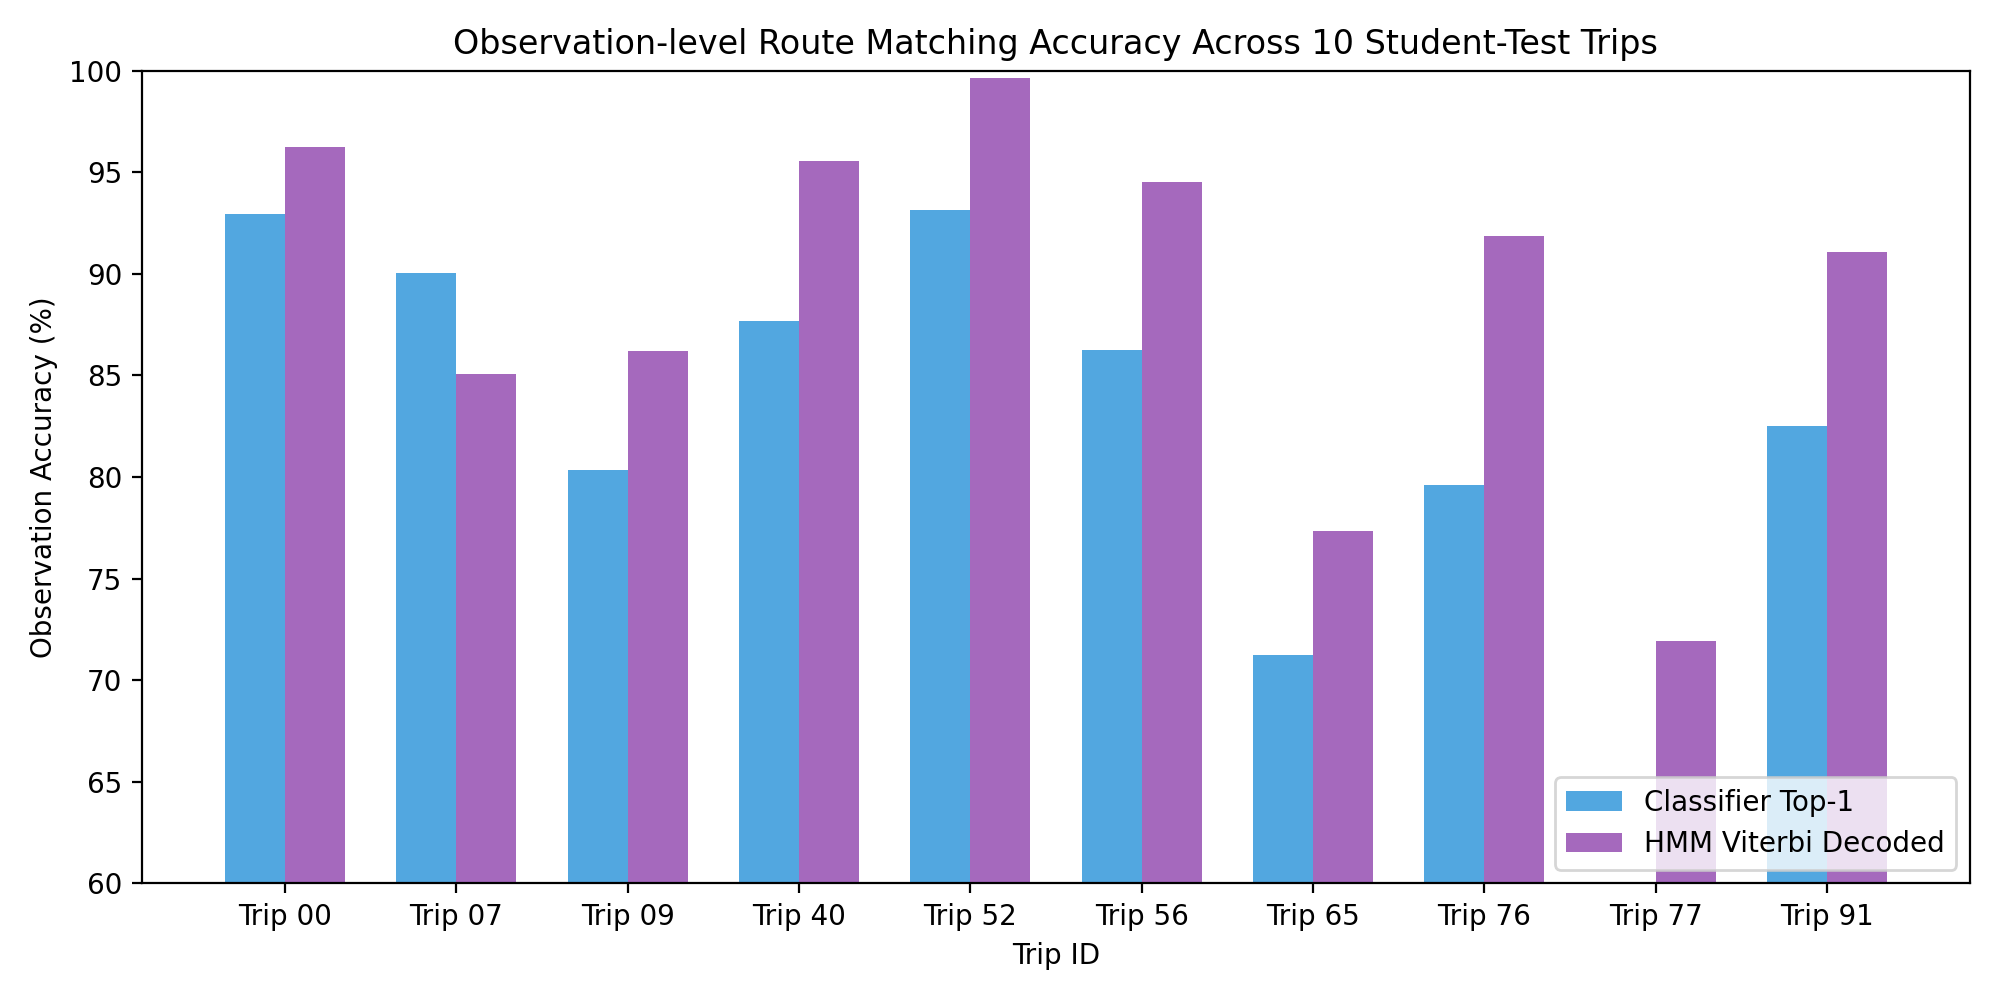 Observation-level Route Matching Accuracy Across 10 Student-Test Trips
Observation Accuracy (%)
100
95
90
85
80
75
70
65
60
Trip 00 Trip 07 Trip 09 Trip 40 Trip 52 Trip 56 Trip 65 Trip 76 Trip 77 Trip 91
Trip ID
Classifier Top-1
HMM Viterbi Decoded